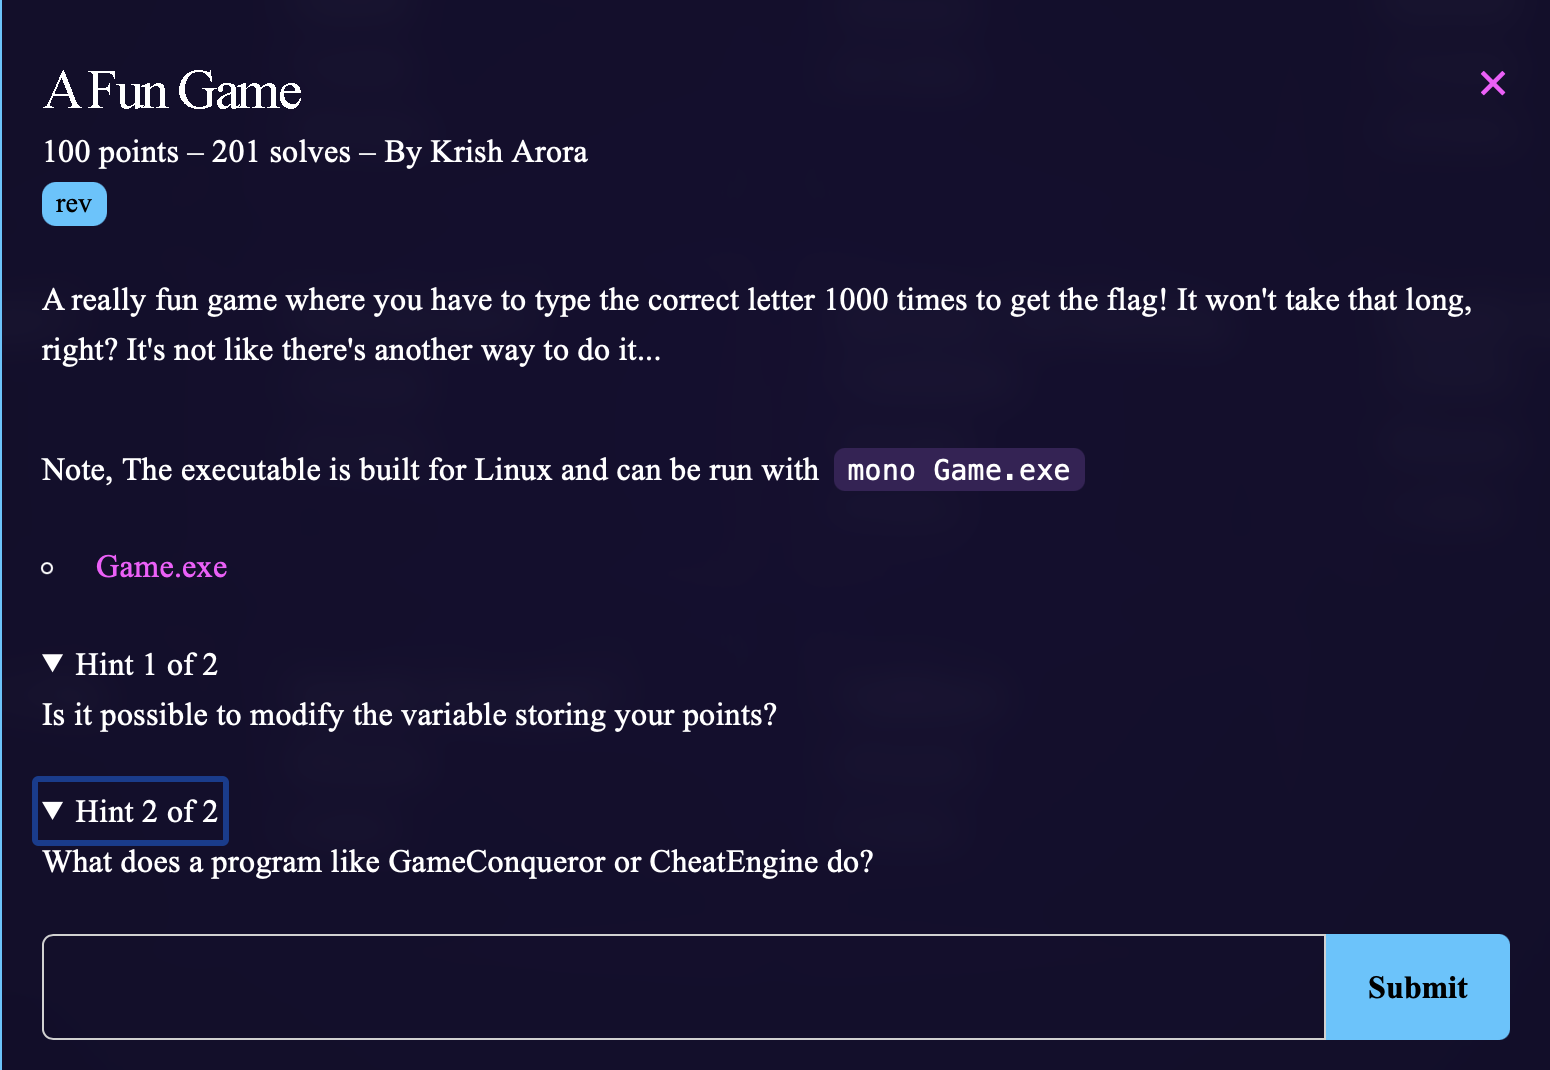 A Fun Game
100 points – 201 solves – By Krish Arora
rev
A really fun game where you have to type the correct letter 1000 times to get the flag! It won't take that long,
right? It's not like there's another way to do it...
Note, The executable is built for Linux and can be run with mono Game.exe
Game.exe
▼ Hint 1 of 2
Is it possible to modify the variable storing your points?
▼ Hint 2 of 2
What does a program like GameConqueror or CheatEngine do?
Submit